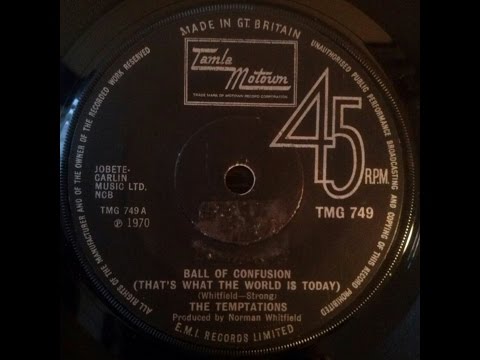 MADE IN GT. BRITAIN
Tamla
Motown
TRADE MARK OF MOTOWN RECORD CORPORATION
45
R.P.M.
TMG 749
JOBETE-
CARLIN
MUSIC LTD.
NCB
TMG 749 A
℗ 1970
BALL OF CONFUSION
(THAT'S WHAT THE WORLD IS TODAY)
(Whitfield—Strong)
THE TEMPTATIONS
Produced by Norman Whitfield
E.M.I. RECORDS LIMITED
ALL RIGHTS OF THE MANUFACTURER AND OF THE OWNER OF THE RECORDED WORK RESERVED
UNAUTHORISED PUBLIC PERFORMANCE BROADCASTING AND COPYING OF THIS RECORD PROHIBITED